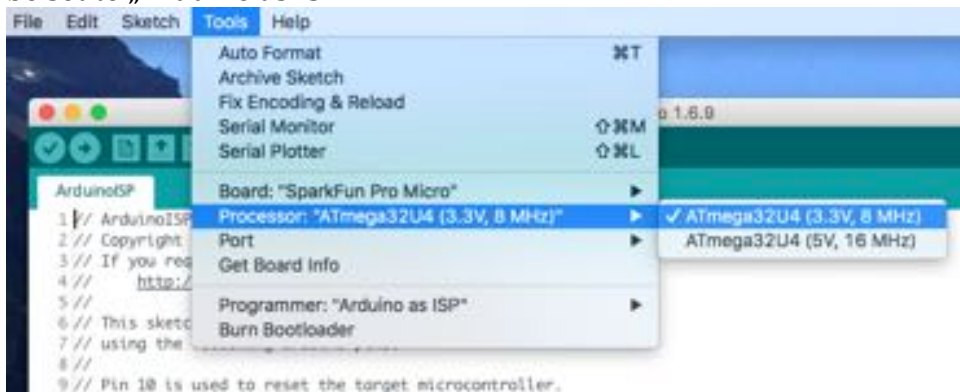 File Edit Sketch Tools Help
Auto Format ⌘T
Archive Sketch
Fix Encoding & Reload
Serial Monitor ⇧⌘M
Serial Plotter ⇧⌘L
1.6.9
ArduinoISP
Board: "SparkFun Pro Micro"
Processor: "ATmega32U4 (3.3V, 8 MHz)"
✓ ATmega32U4 (3.3V, 8 MHz)
Port
ATmega32U4 (5V, 16 MHz)
Get Board Info
Programmer: "Arduino as ISP"
Burn Bootloader
1 // ArduinoISP
2 // Copyright
3 // If you req
4 // http:/
5 //
6 // This sketc
7 // using the
8 //
9 // Pin 10 is used to reset the target microcontroller.